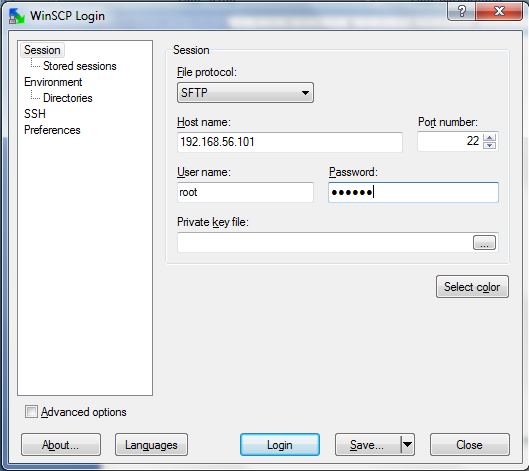 WinSCP Login
Session
Stored sessions
Environment
Directories
SSH
Preferences
Session
File protocol:
SFTP
Host name:
Port number:
192.168.56.101
22
User name:
Password:
root
●●●●●●
Private key file:
...
Select color
Advanced options
About...
Languages
Login
Save...
Close